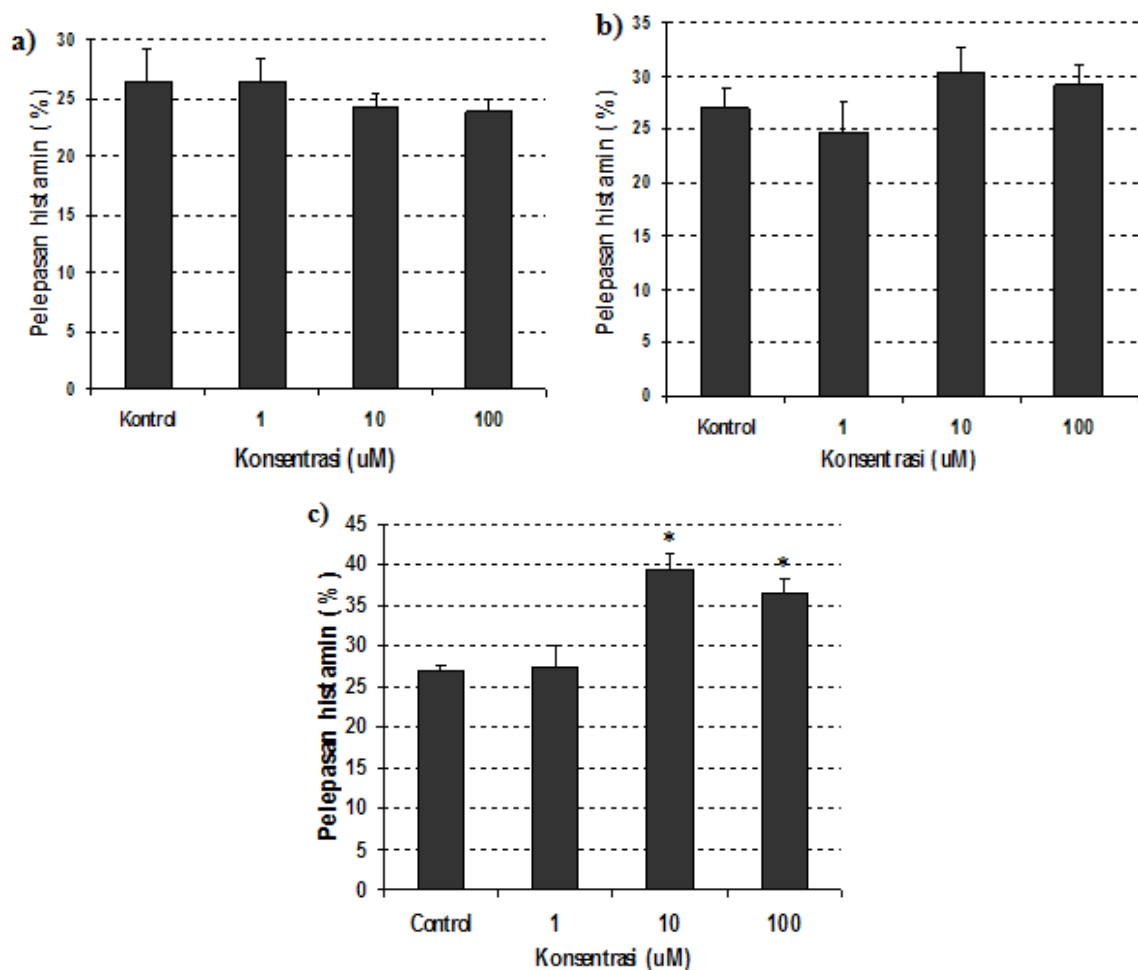 a)
Pelepasan histamin ( %)
30
25
20
15
10
5
0
Kontrol 1 10 100
Konsentrasi ( uM)
b)
Pelepasan histamin ( %)
35
30
25
20
15
10
5
0
Kontrol 1 10 100
Konsentrasi ( uM)
c)
Pelepasan histamin ( % )
45
40
35
30
25
20
15
10
5
0
* *
Control 1 10 100
Konsentrasi (uM)